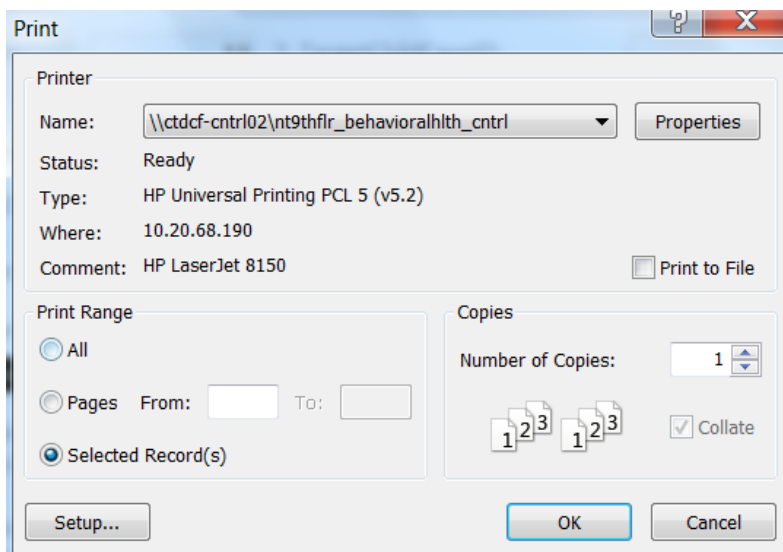 Print
Printer
Name: \\ctdcf-cntrl02\nt9thflr_behavioralhlth_cntrl Properties
Status: Ready
Type: HP Universal Printing PCL 5 (v5.2)
Where: 10.20.68.190
Comment: HP LaserJet 8150 Print to File
Print Range
All
Pages From: To:
Selected Record(s)
Copies
Number of Copies: 1
1 2 3 1 2 3 Collate
Setup... OK Cancel